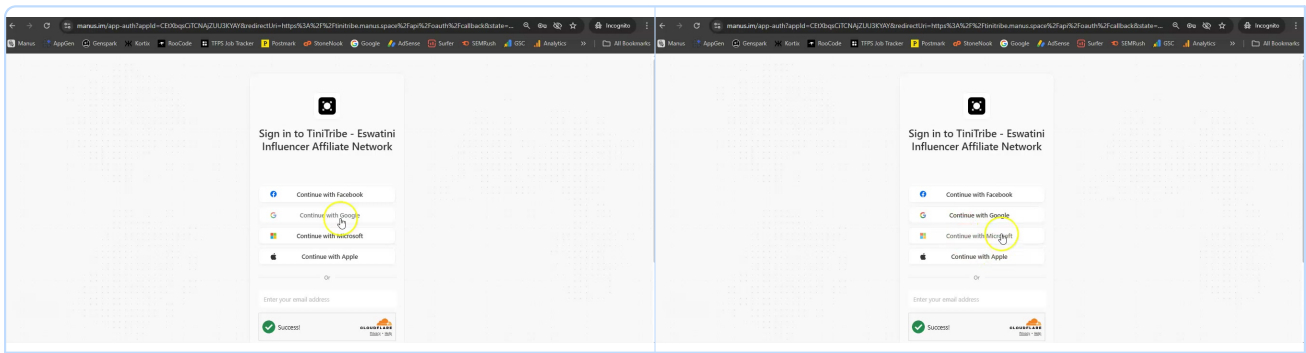 manus.im/app-auth?appId=CEtXbqsGiTCNAjZUU3KYAY&redirectUri=https%3A%2F%2Ftinitribe.manus.space%2Fapi%2Foauth%2Fcallback&state=... Incognito
Manus AppGen Genspark Kortix RooCode TFPS Job Tracker Postmark StoneNook Google AdSense Surfer SEMRush GSC Analytics » All Bookmarks
Sign in to TiniTribe - Eswatini
Influencer Affiliate Network
Continue with Facebook
Continue with Google
Continue with Microsoft
Continue with Apple
Or
Enter your email address
Success!
CLOUDFLARE
manus.im/app-auth?appId=CEtXbqsGiTCNAjZUU3KYAY&redirectUri=https%3A%2F%2Ftinitribe.manus.space%2Fapi%2Foauth%2Fcallback&state=... Incognito
Manus AppGen Genspark Kortix RooCode TFPS Job Tracker Postmark StoneNook Google AdSense Surfer SEMRush GSC Analytics » All Bookmarks
Sign in to TiniTribe - Eswatini
Influencer Affiliate Network
Continue with Facebook
Continue with Google
Continue with Microsoft
Continue with Apple
Or
Enter your email address
Success!
CLOUDFLARE